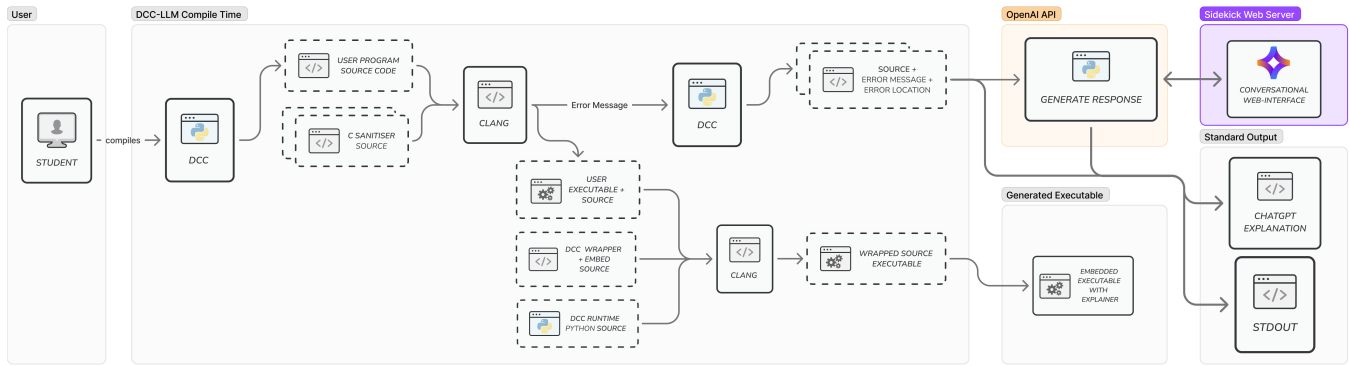 User
DCC-LLM Compile Time
OpenAI API
Sidekick Web Server
STUDENT
compiles
DCC
USER PROGRAM
SOURCE CODE
C SANITISER
SOURCE
CLANG
Error Message
DCC
SOURCE +
ERROR MESSAGE +
ERROR LOCATION
GENERATE RESPONSE
CONVERSATIONAL
WEB-INTERFACE
USER
EXECUTABLE +
SOURCE
DCC WRAPPER
+ EMBED
SOURCE
DCC RUNTIME
PYTHON SOURCE
CLANG
WRAPPED SOURCE
EXECUTABLE
Generated Executable
EMBEDDED
EXECUTABLE
WITH
EXPLAINER
Standard Output
CHATGPT
EXPLANATION
STDOUT